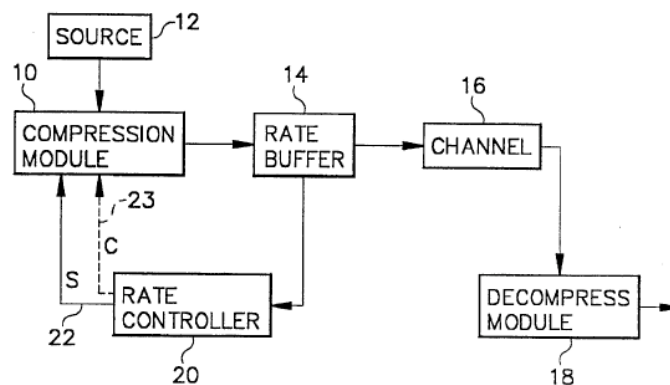 SOURCE
12
10
COMPRESSION
MODULE
14
RATE
BUFFER
16
CHANNEL
23
C
S
22
RATE
CONTROLLER
20
DECOMPRESS
MODULE
18